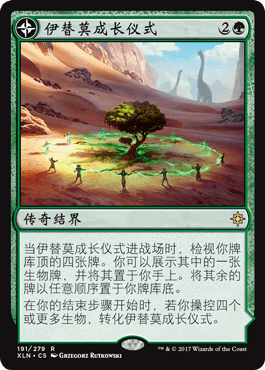 伊替莫成长仪式 2
传奇结界
当伊替莫成长仪式进战场时，检视你牌
库顶的四张牌。你可以展示其中的一张
生物牌，并将其置于你手上。将其余的
牌以任意顺序置于你牌库底。
在你的结束步骤开始时，若你操控四个
或更多生物，转化伊替莫成长仪式。
191/279 R
XLN • CS GRZEGORZ RUTKOWSKI
™ & © 2017 Wizards of the Coast